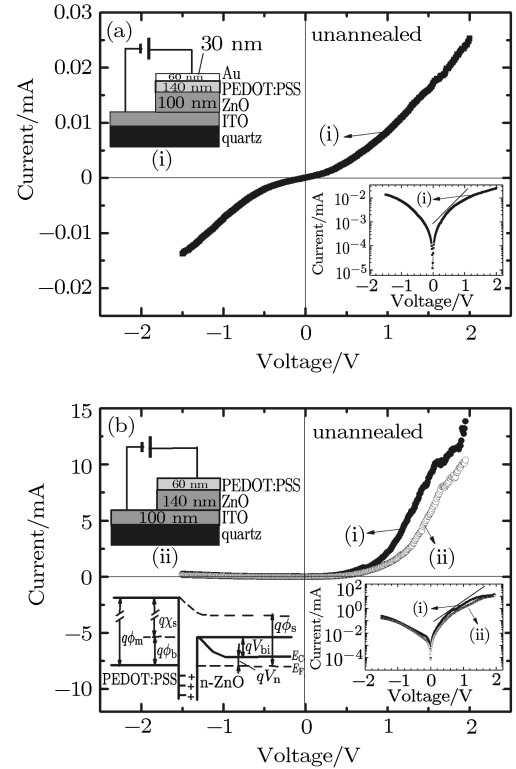 (a)
unannealed
30 nm
60 nm
Au
140 nm
PEDOT:PSS
100 nm
ZnO
ITO
quartz
(i)
(i)
0.03
0.02
0.01
0
−0.01
−0.02
Current/mA
−2 −1 0 1 2
Voltage/V
(i)
10−2
10−3
10−4
10−5
Current/mA
−2 −1 0 1 2
Voltage/V
(b)
unannealed
60 nm
PEDOT:PSS
140 nm
ZnO
100 nm
ITO
quartz
(ii)
(i)
(ii)
15
10
5
0
−5
−10
Current/mA
−2 −1 0 1 2
Voltage/V
qϕm
qχs
qϕb
qϕs
qVbi
EC
EF
qVn
PEDOT:PSS
n-ZnO
+
+
+
(i)
(ii)
102
100
10−2
10−4
Current/mA
−2 −1 0 1 2
Voltage/V